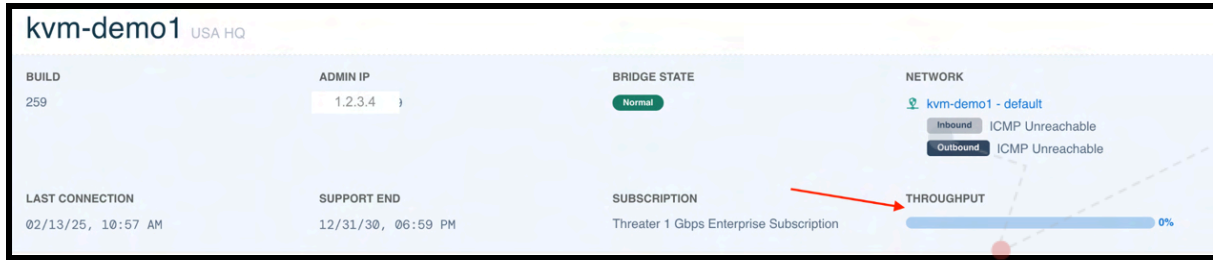 kvm-demo1 USA HQ
BUILD ADMIN IP BRIDGE STATE NETWORK
259 1.2.3.4 Normal kvm-demo1 - default
Inbound ICMP Unreachable
Outbound ICMP Unreachable
LAST CONNECTION SUPPORT END SUBSCRIPTION THROUGHPUT
02/13/25, 10:57 AM 12/31/30, 06:59 PM Threater 1 Gbps Enterprise Subscription 0%